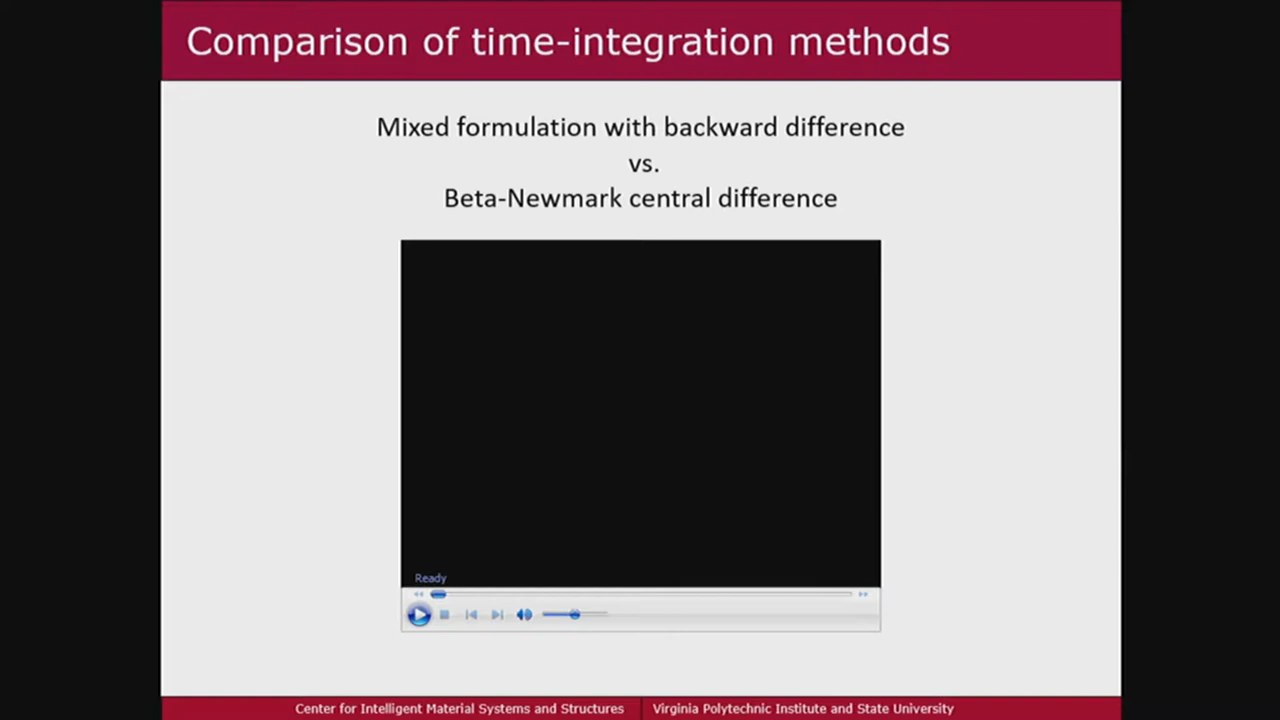 Comparison of time-integration methods
Mixed formulation with backward difference
vs.
Beta-Newmark central difference
Ready
Center for Intelligent Material Systems and Structures
Virginia Polytechnic Institute and State University